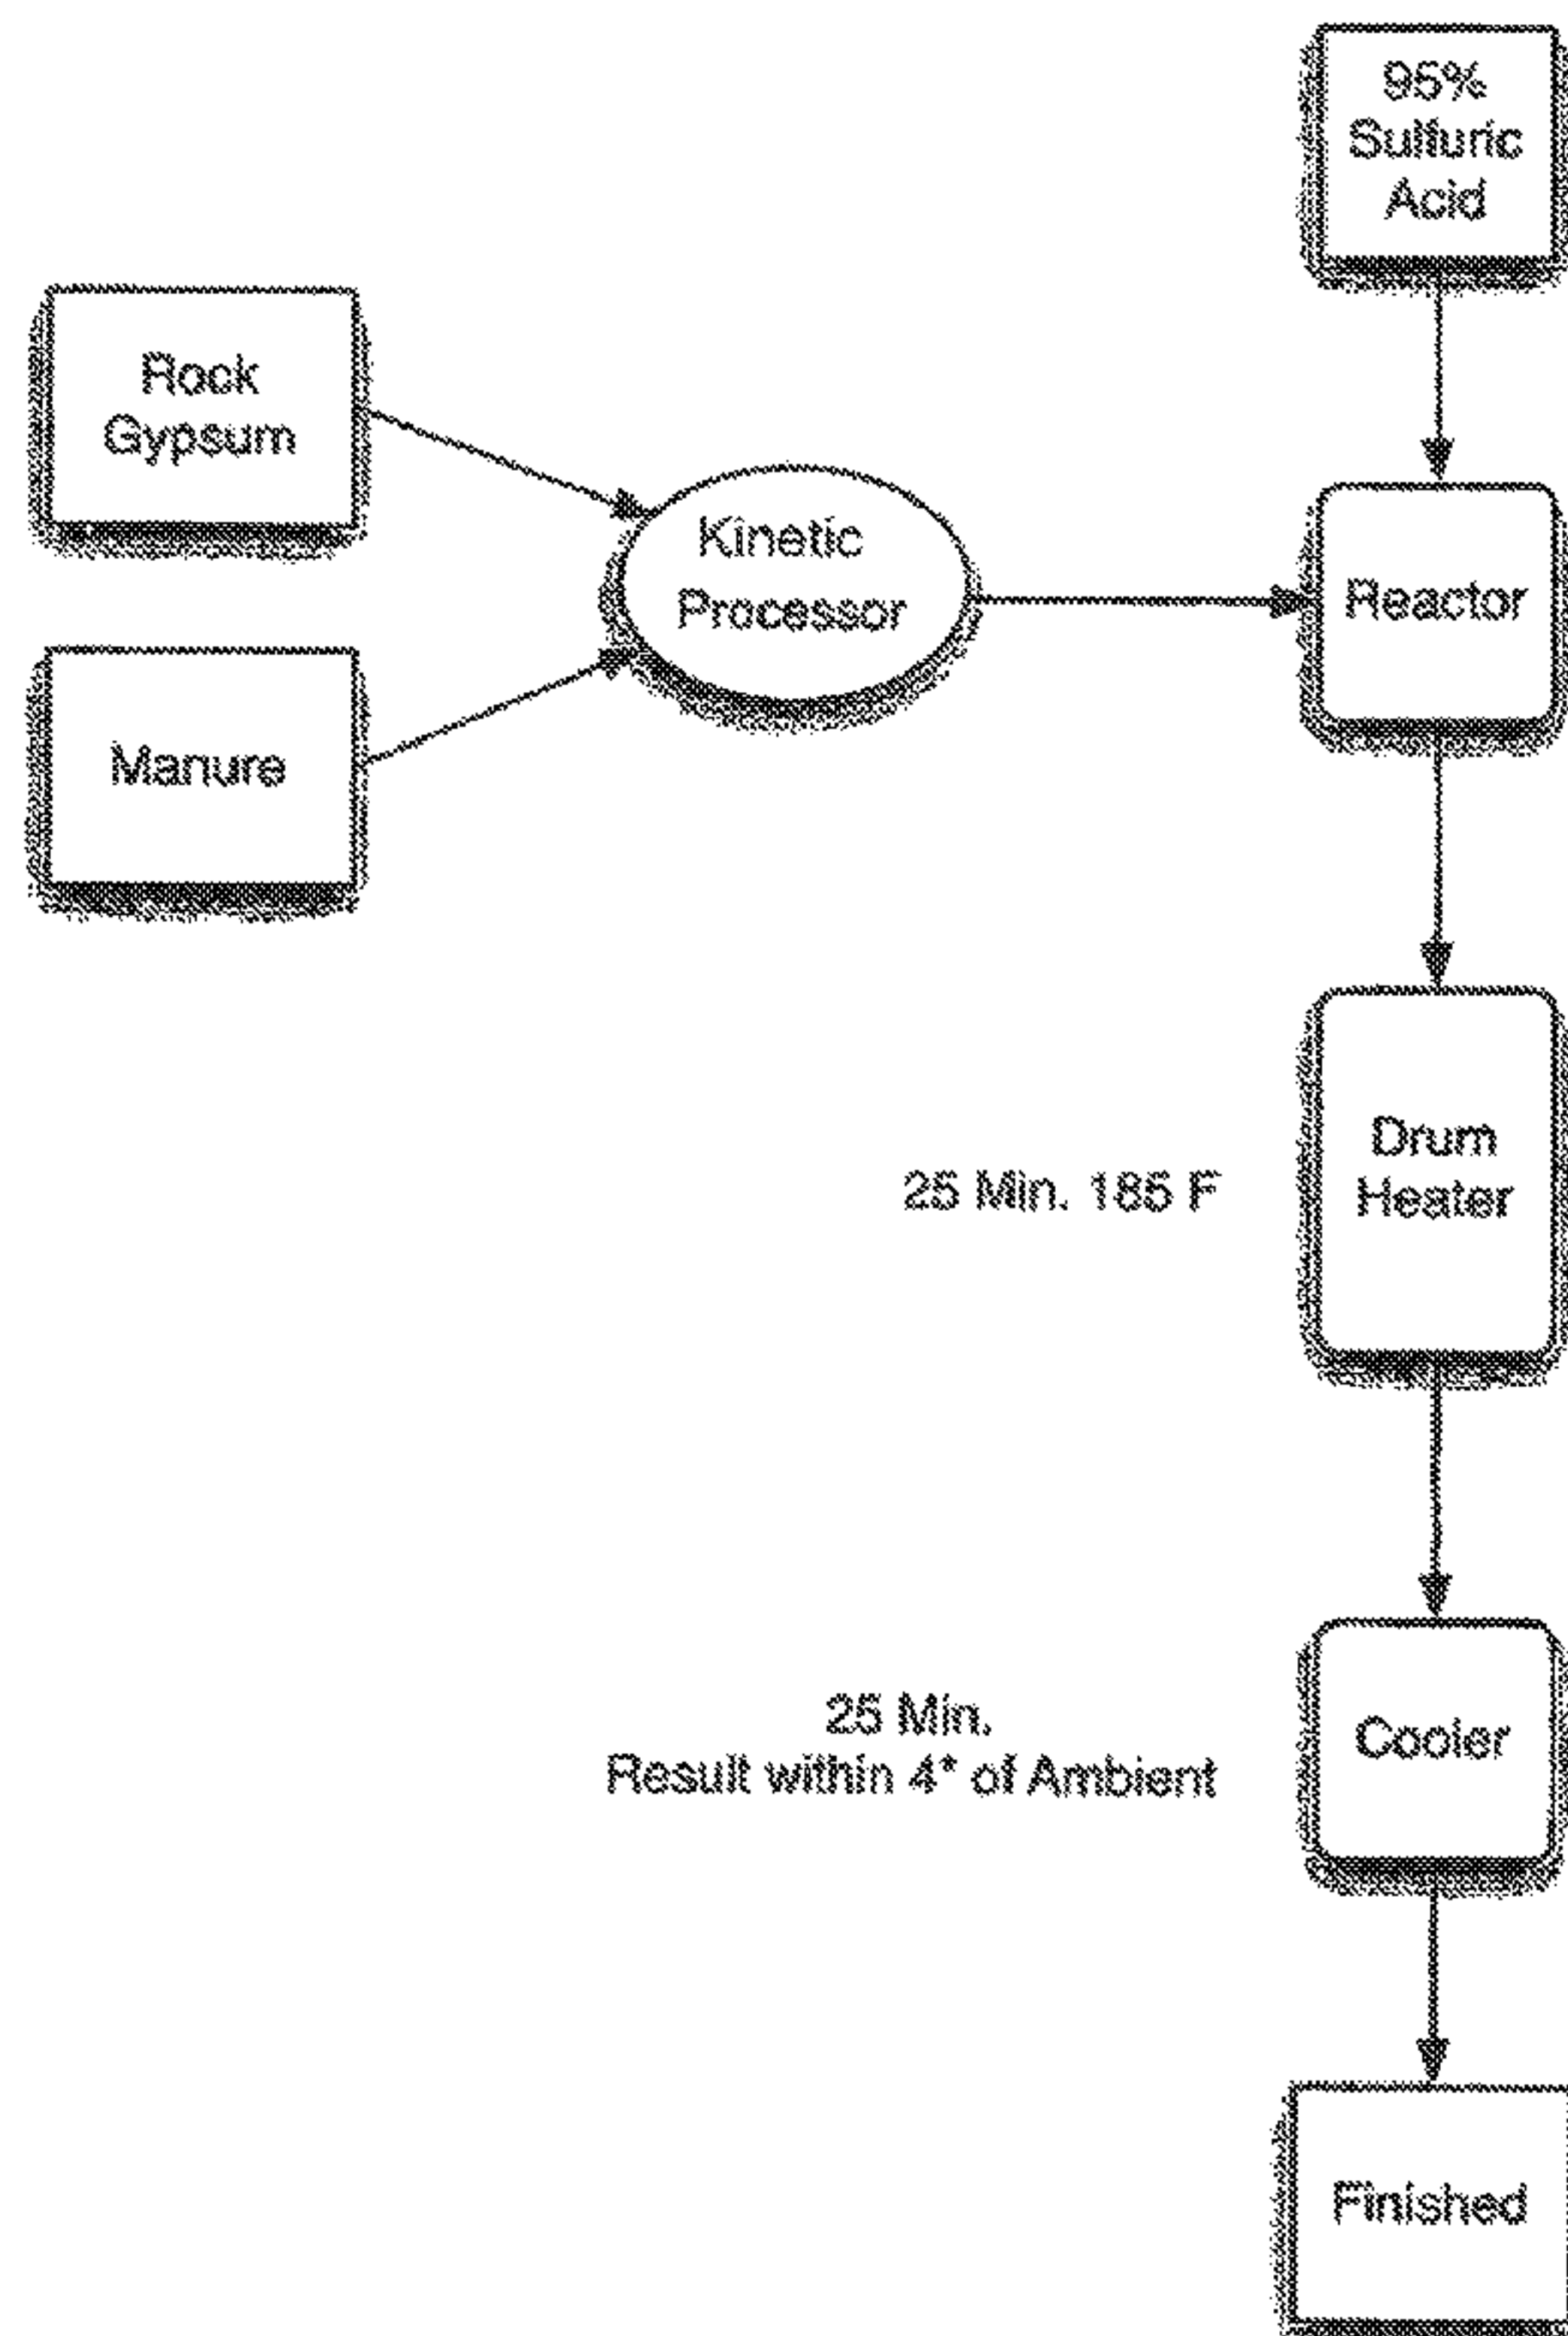 95%
Sulfuric
Acid
Rock
Gypsum
Kinetic
Processor
Reactor
Manure
Drum
Heater
25 Min. 185 F
25 Min.
Result within 4* of Ambient
Cooler
Finished